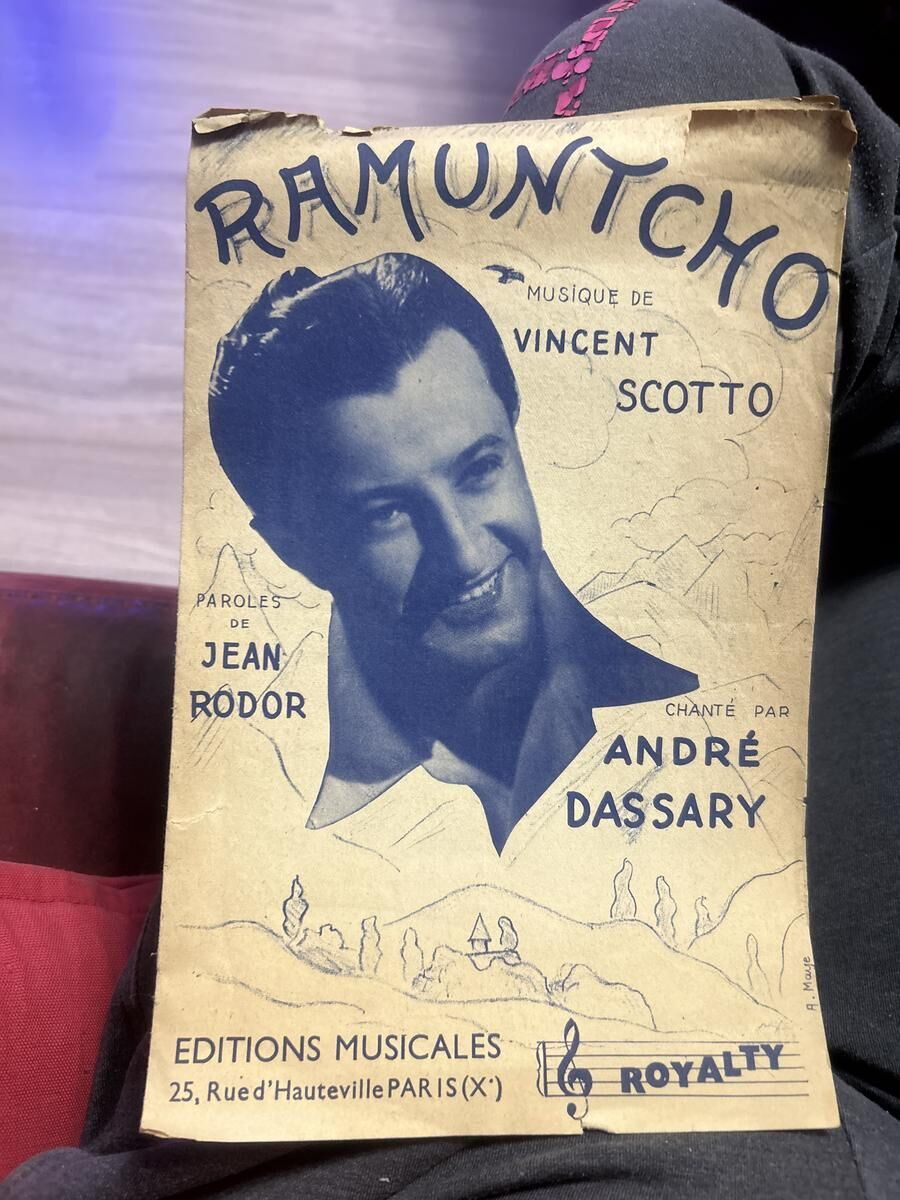 RAMUNTCHO
MUSIQUE DE
VINCENT
SCOTTO
PAROLES
DE
JEAN
RODOR
CHANTÉ PAR
ANDRÉ
DASSARY
A. Maye
EDITIONS MUSICALES
25, Rue d'Hauteville PARIS (X°)
ROYALTY